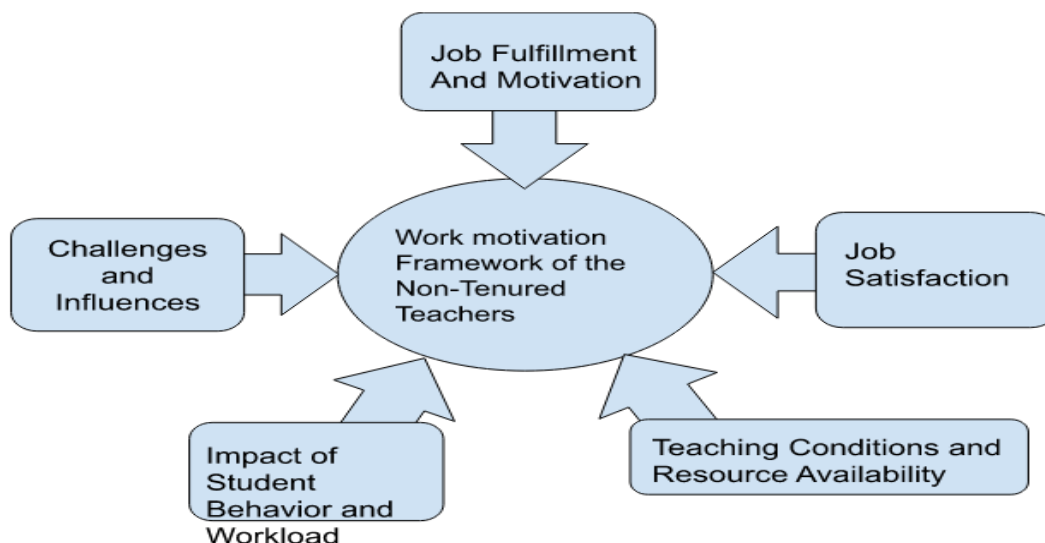 Job Fulfillment
And Motivation
Challenges
and
Influences
Work motivation
Framework of the
Non-Tenured
Teachers
Job
Satisfaction
Impact of
Student
Behavior and
Workload
Teaching Conditions and
Resource Availability